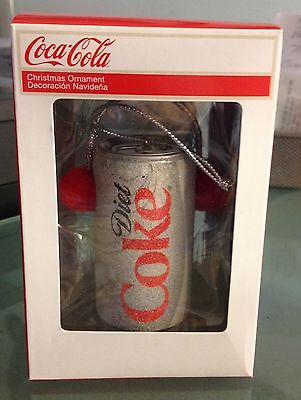 Coca-Cola
Christmas Ornament
Decoración Navideña
Diet
Coke